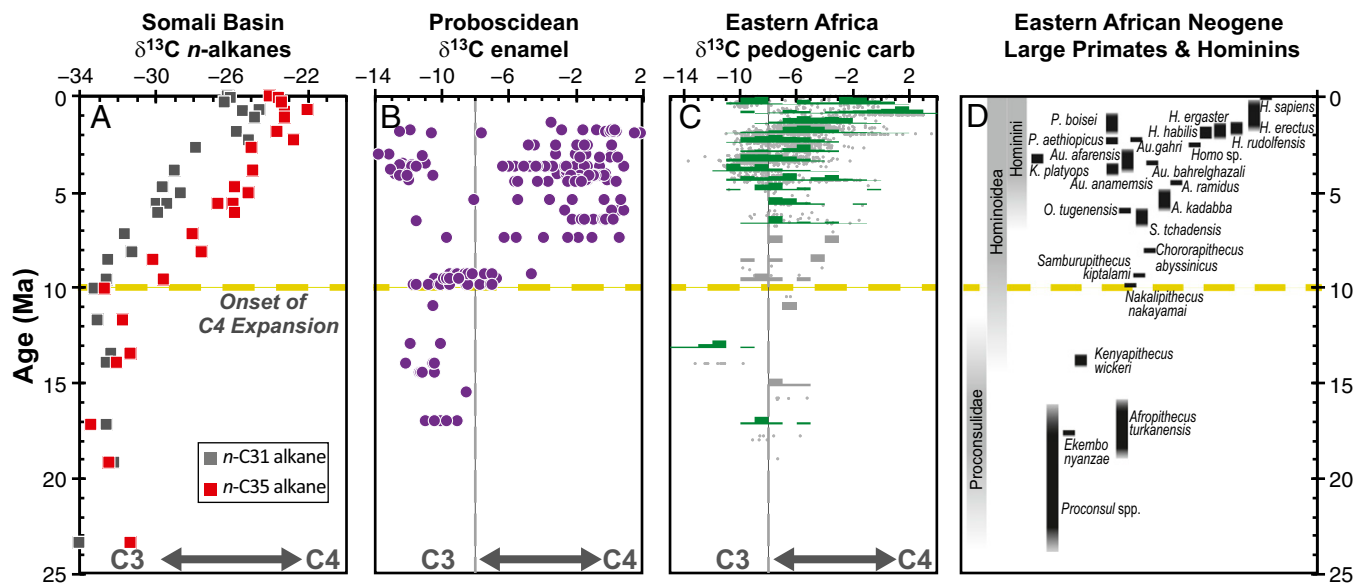 Somali Basin
δ13C n-alkanes
Proboscidean
δ13C enamel
Eastern Africa
δ13C pedogenic carb
Eastern African Neogene
Large Primates & Hominins
−34 −30 −26 −22
−14 −10 −6 −2 2
−14 −10 −6 −2 2
A
B
C
D
0
5
10
15
20
25
Age (Ma)
Onset of
C4 Expansion
n-C31 alkane
n-C35 alkane
C3 C4
C3 C4
C3 C4
Proconsulidae
Hominoidea
Hominini
H. sapiens
P. boisei
H. ergaster
H. habilis
H. erectus
P. aethiopicus
Au.gahri
H. rudolfensis
Au. afarensis
Homo sp.
K. platyops
Au. bahrelghazali
Au. anamemsis
A. ramidus
O. tugenensis
A. kadabba
S. tchadensis
Samburupithecus
kiptalami
Chororapithecus
abyssinicus
Nakalipithecus
nakayamai
Kenyapithecus
wickeri
Afropithecus
turkanensis
Ekembo
nyanzae
Proconsul spp.
0
5
10
15
20
25